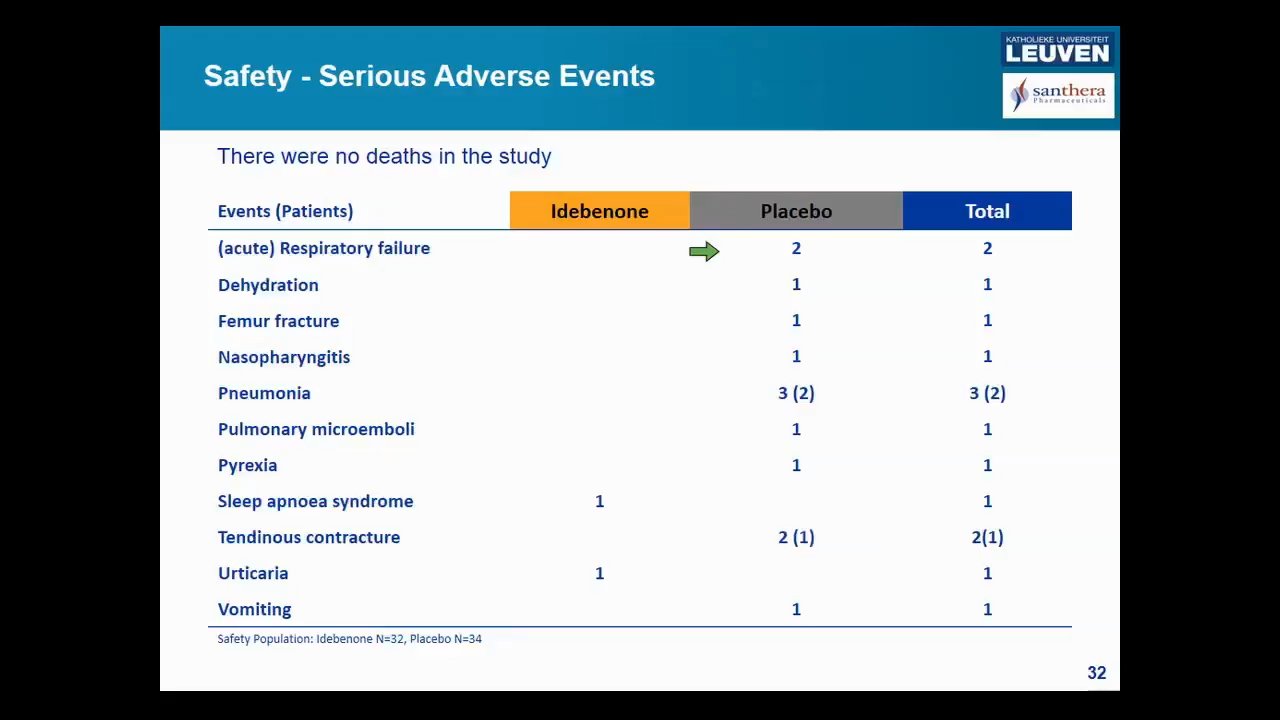 KATHOLIEKE UNIVERSITEIT
LEUVEN
Safety - Serious Adverse Events
santhera
Pharmaceuticals
There were no deaths in the study
Events (Patients) Idebenone Placebo Total
(acute) Respiratory failure 2 2
Dehydration 1 1
Femur fracture 1 1
Nasopharyngitis 1 1
Pneumonia 3 (2) 3 (2)
Pulmonary microemboli 1 1
Pyrexia 1 1
Sleep apnoea syndrome 1 1
Tendinous contracture 2 (1) 2(1)
Urticaria 1 1
Vomiting 1 1
Safety Population: Idebenone N=32, Placebo N=34
32